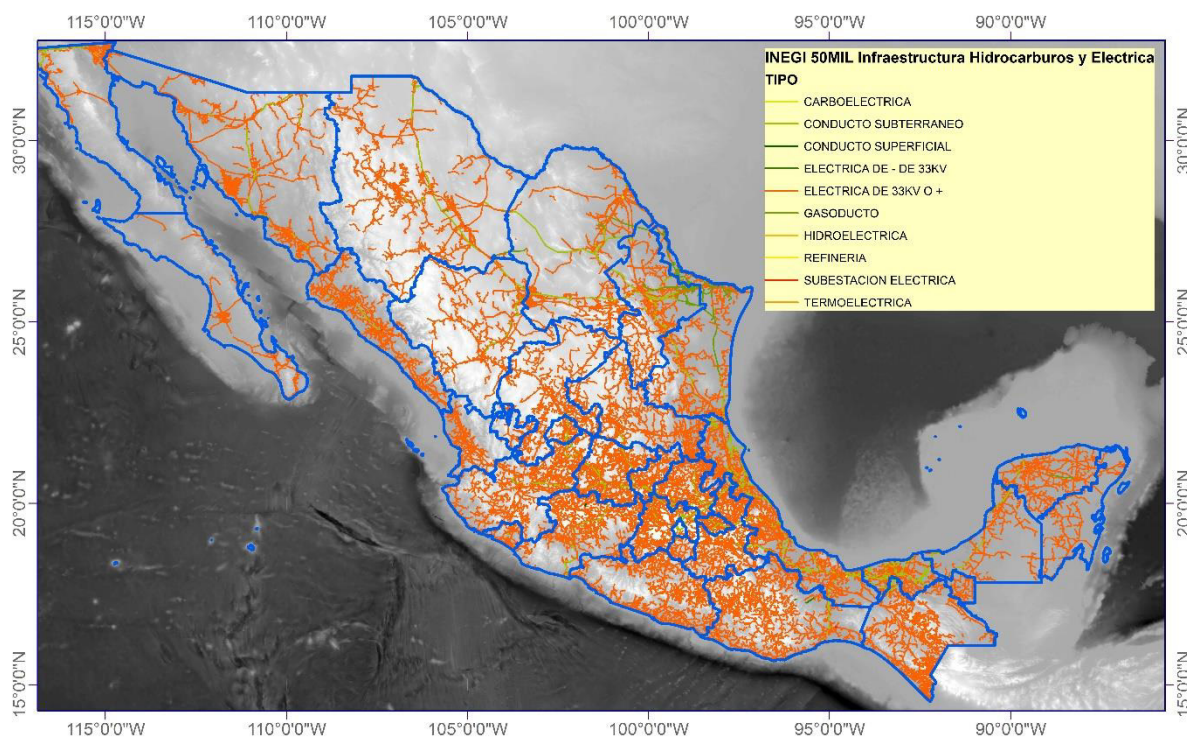 115°0'0"W 110°0'0"W 105°0'0"W 100°0'0"W 95°0'0"W 90°0'0"W
INEGI 50MIL Infraestructura Hidrocarburos y Electrica
TIPO
CARBOELECTRICA
CONDUCTO SUBTERRANEO
CONDUCTO SUPERFICIAL
ELECTRICA DE - DE 33KV
ELECTRICA DE 33KV O +
GASODUCTO
HIDROELECTRICA
REFINERIA
SUBESTACION ELECTRICA
TERMOELECTRICA
30°0'0"N
25°0'0"N
20°0'0"N
15°0'0"N
30°0'0"N
25°0'0"N
20°0'0"N
15°0'0"N
115°0'0"W 110°0'0"W 105°0'0"W 100°0'0"W 95°0'0"W 90°0'0"W